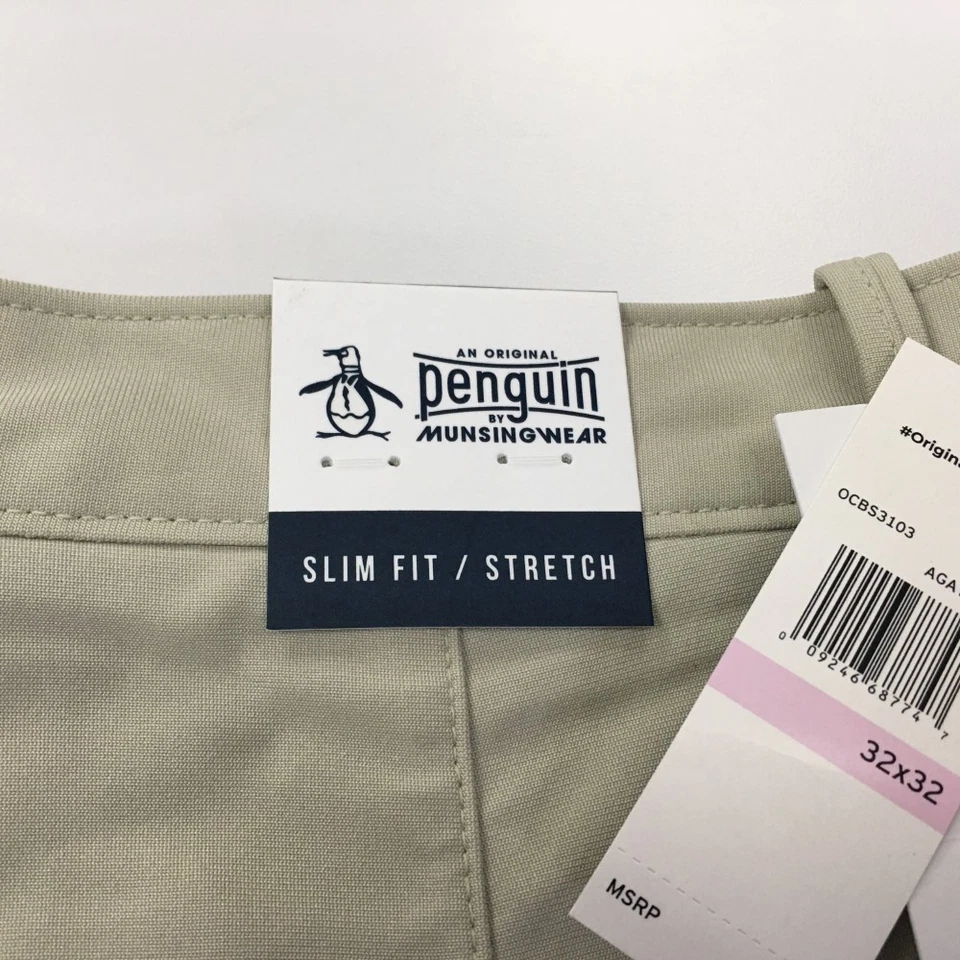 AN ORIGINAL
penguin
BY
MUNSINGWEAR
SLIM FIT / STRETCH
OCBS3103
0 09246 68774 7
32x32
MSRP